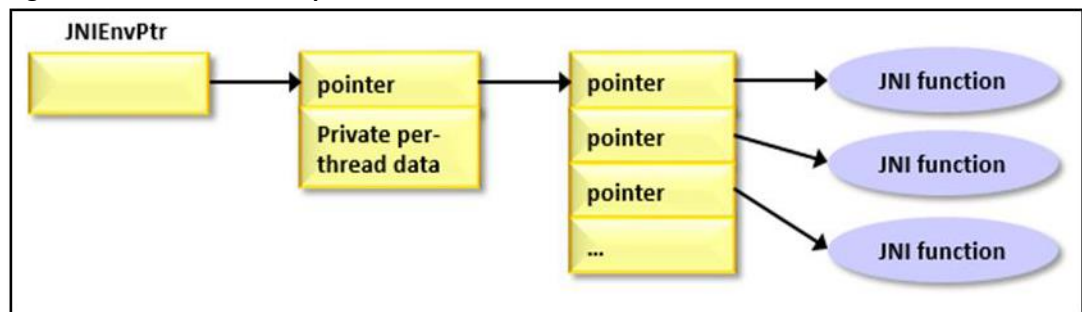 JNIEnvPtr
pointer
Private per-
thread data
pointer
pointer
pointer
...
JNI function
JNI function
JNI function